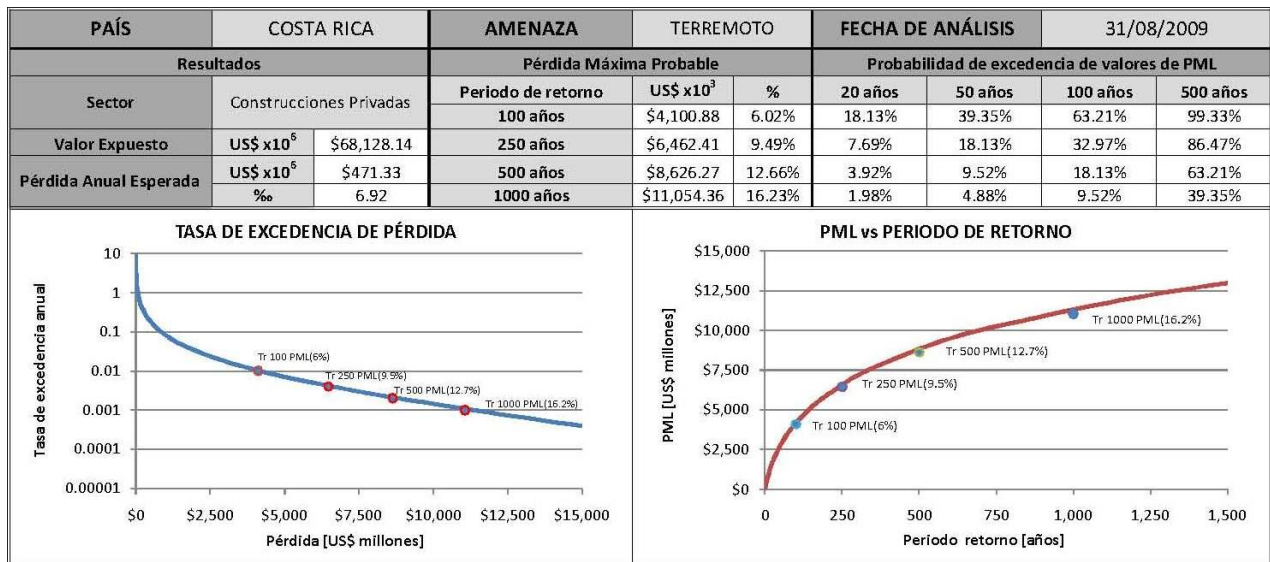 PAÍS COSTA RICA AMENAZA TERREMOTO FECHA DE ANÁLISIS 31/08/2009
Resultados Pérdida Máxima Probable Probabilidad de excedencia de valores de PML
Sector Construcciones Privadas Periodo de retorno US$ x10³ % 20 años 50 años 100 años 500 años
100 años $4,100.88 6.02% 18.13% 39.35% 63.21% 99.33%
Valor Expuesto US$ x10⁶ $68,128.14 250 años $6,462.41 9.49% 7.69% 18.13% 32.97% 86.47%
Pérdida Anual Esperada US$ x10⁶ $471.33 500 años $8,626.27 12.66% 3.92% 9.52% 18.13% 63.21%
‰ 6.92 1000 años $11,054.36 16.23% 1.98% 4.88% 9.52% 39.35%
TASA DE EXCEDENCIA DE PÉRDIDA
Tasa de excedencia anual
10
1
0.1
0.01
0.001
0.0001
0.00001
Tr 100 PML(6%)
Tr 250 PML(9.5%)
Tr 500 PML(12.7%)
Tr 1000 PML(16.2%)
$0 $2,500 $5,000 $7,500 $10,000 $12,500 $15,000
Pérdida [US$ millones]
PML vs PERIODO DE RETORNO
PML [US$ millones]
$15,000
$12,500
$10,000
$7,500
$5,000
$2,500
$0
Tr 1000 PML(16.2%)
Tr 500 PML(12.7%)
Tr 250 PML(9.5%)
Tr 100 PML(6%)
0 250 500 750 1,000 1,250 1,500
Periodo retorno [años]